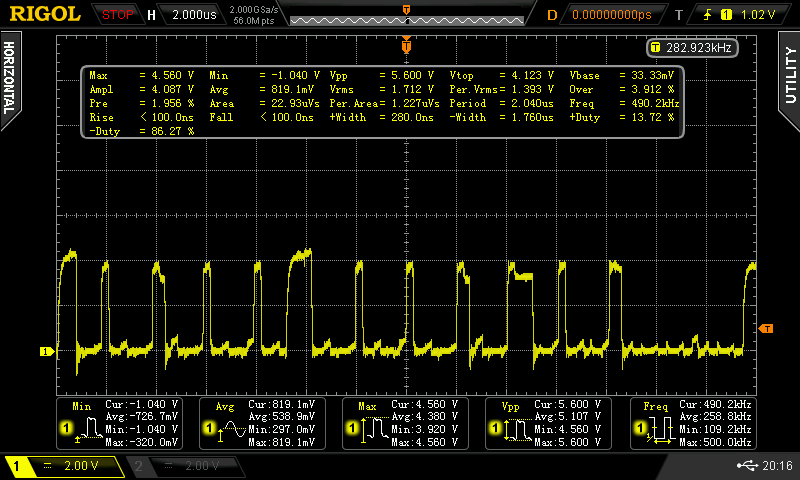 RIGOL STOP H 2.000us 2.000GSa/s 56.0M pts T D 0.00000000ps T 1 1.02 V
HORIZONTAL
UTILITY
T 282.923kHz
T
Max = 4.560 V Min = -1.040 V Vpp = 5.600 V Vtop = 4.123 V Vbase = 33.33mV
Ampl = 4.087 V Avg = 819.1mV Vrms = 1.712 V Per.Vrms= 1.393 V Over = 3.912 %
Pre = 1.956 % Area = 22.93uVs Per.Area= 1.227uVs Period = 2.040us Freq = 490.2kHz
Rise < 100.0ns Fall < 100.0ns +Width = 280.0ns -Width = 1.760us +Duty = 13.72 %
-Duty = 86.27 %
T
1
Min Cur:-1.040 V Avg Cur:819.1mV Max Cur:4.560 V Vpp Cur:5.600 V Freq Cur:490.2kHz
1 Avg:-726.7mV 1 Avg:538.9mV 1 Avg:4.380 V 1 Avg:5.107 V 1 Avg:258.8kHz
Min:-1.040 V Min:297.0mV Min:3.920 V Min:4.560 V Min:109.2kHz
Max:-320.0mV Max:819.1mV Max:4.560 V Max:5.600 V Max:500.0kHz
1 = 2.00 V 2 = 2.00 V 20:16